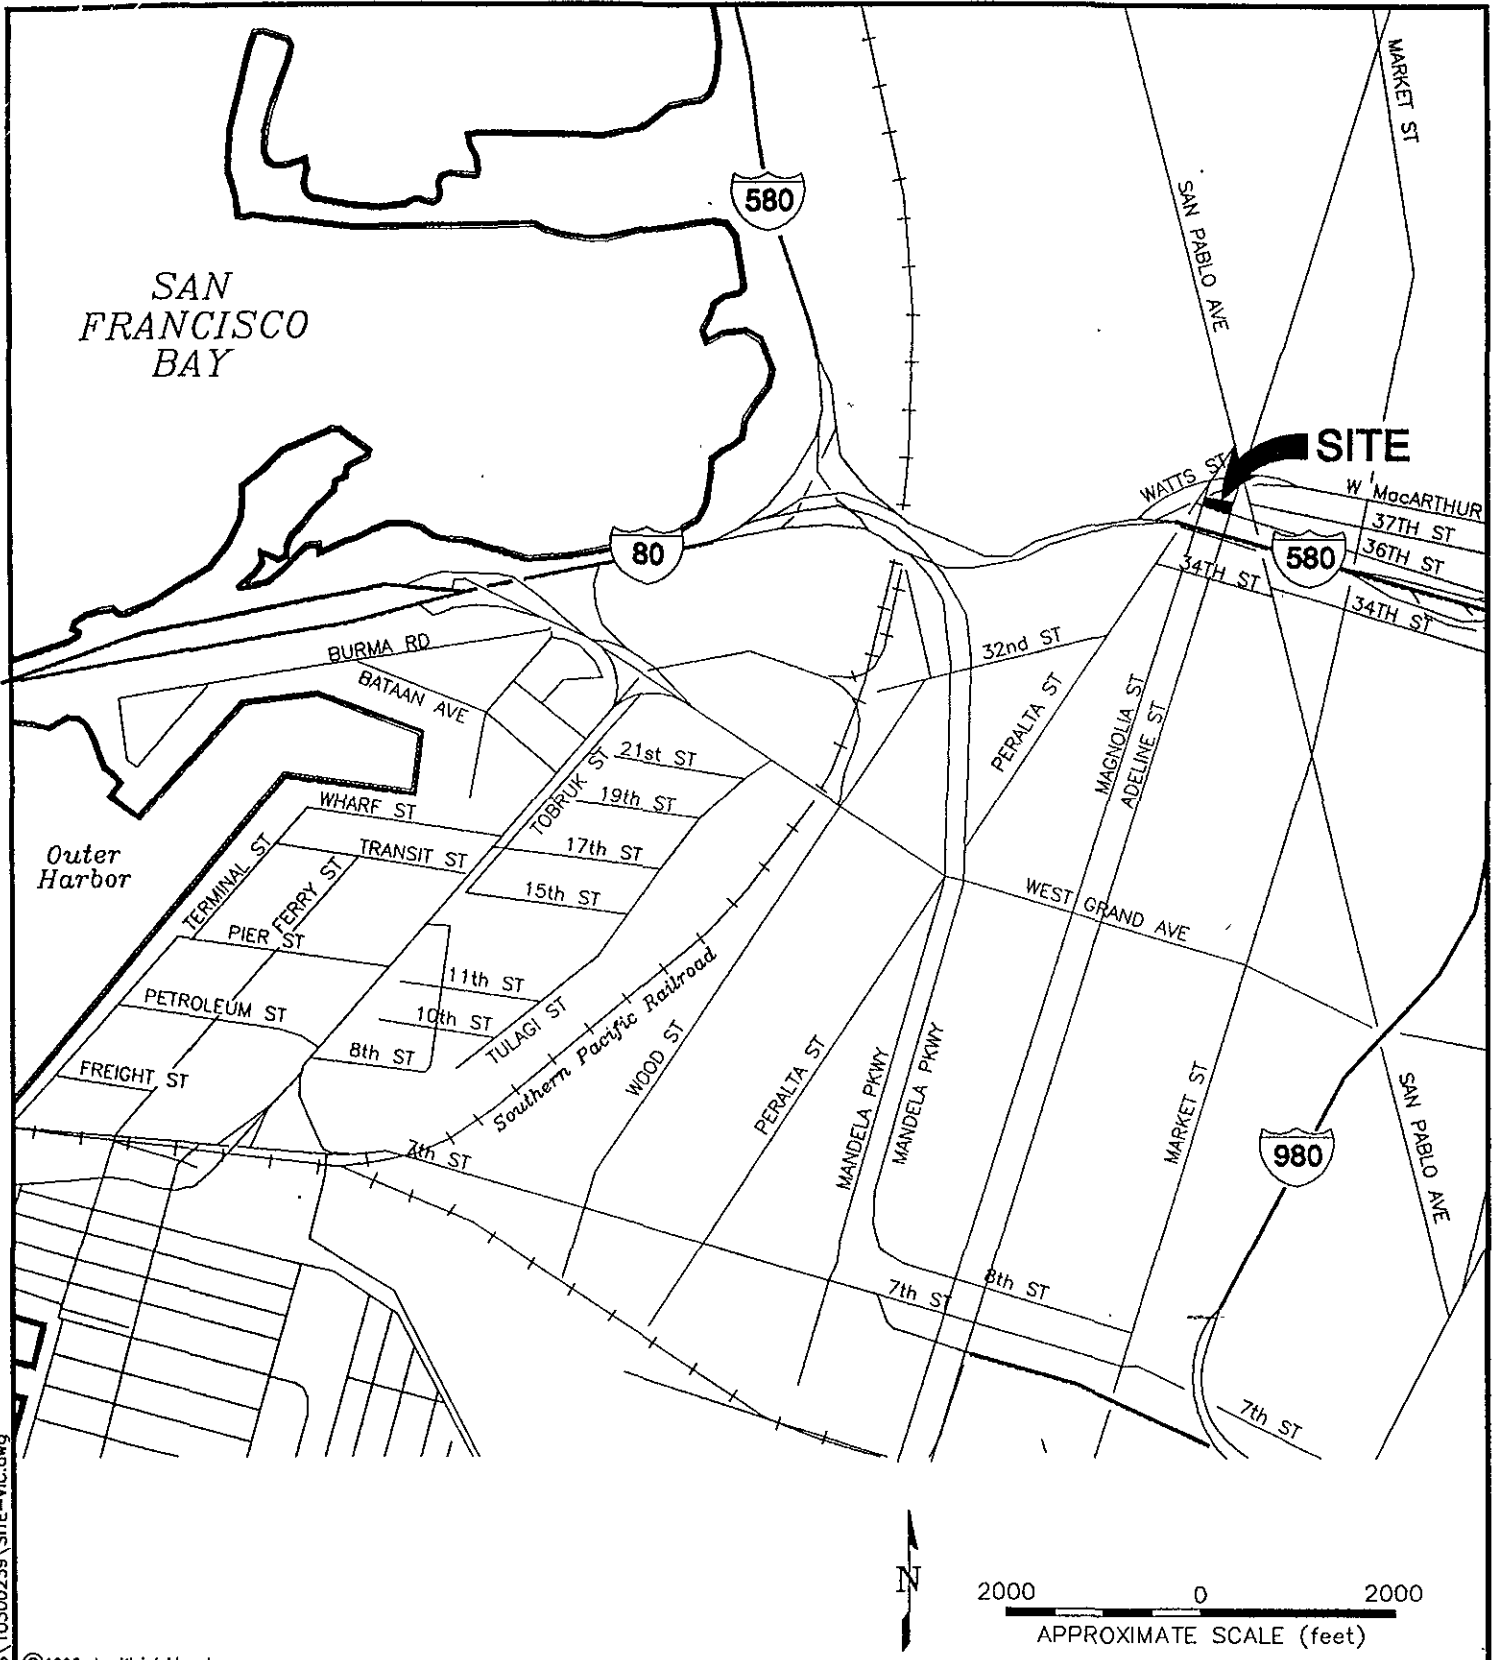 MARKET ST
580
SAN PABLO AVE
SAN
FRANCISCO
BAY
SITE
WATTS ST
W MacARTHUR
37TH ST
36TH ST
580
80
34TH ST
34TH ST
BURMA RD
32nd ST
BATAAN AVE
PERALTA ST
MAGNOLIA ST
ADELINE ST
21st ST
TOBRUK ST
19th ST
WHARF ST
17th ST
TRANSIT ST
Outer
Harbor
TERMINAL ST
FERRY ST
15th ST
WEST GRAND AVE
PIER ST
11th ST
Southern Pacific Railroad
PETROLEUM ST
10th ST
TULAGI ST
8th ST
WOOD ST
FREIGHT ST
PERALTA ST
MANDELA PKWY
MANDELA PKWY
MARKET ST
SAN PABLO AVE
980
7th ST
8th ST
7th ST
7th ST
N
2000 0 2000
APPROXIMATE SCALE (feet)